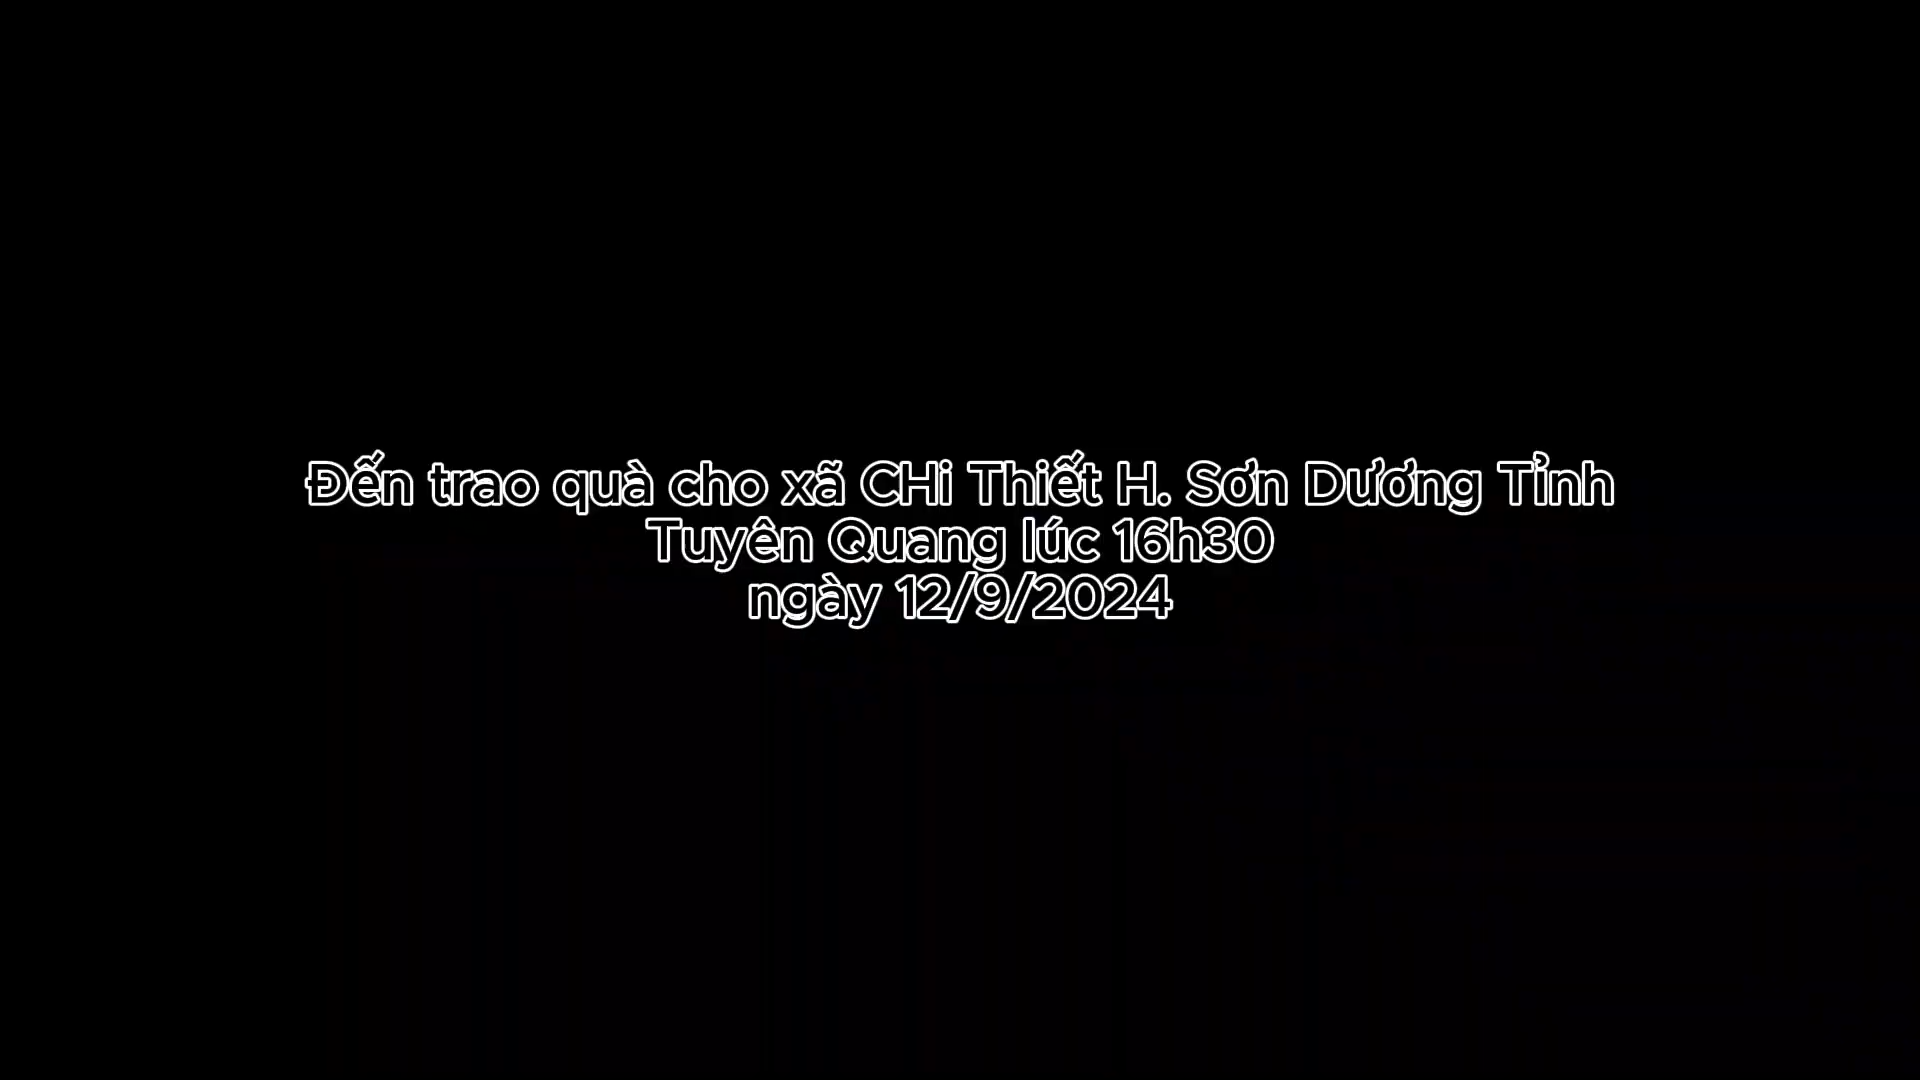 Đến trao quà cho xã CHi Thiết H. Sơn Dương Tỉnh
Tuyên Quang lúc 16h30
ngày 12/9/2024